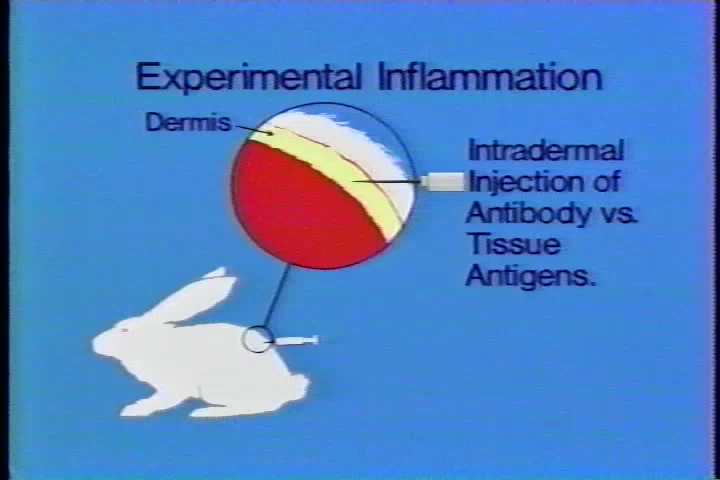 Experimental Inflammation
Dermis
Intradermal
Injection of
Antibody vs.
Tissue
Antigens.